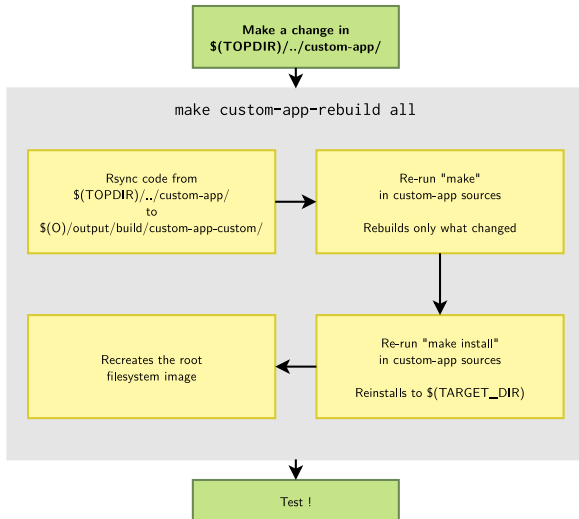 Make a change in
$(TOPDIR)/../custom-app/
make custom-app-rebuild all
Rsync code from
$(TOPDIR)/../custom-app/
to
$(O)/output/build/custom-app-custom/
Re-run "make"
in custom-app sources
Rebuilds only what changed
Re-run "make install"
in custom-app sources
Reinstalls to $(TARGET_DIR)
Recreates the root
filesystem image
Test !